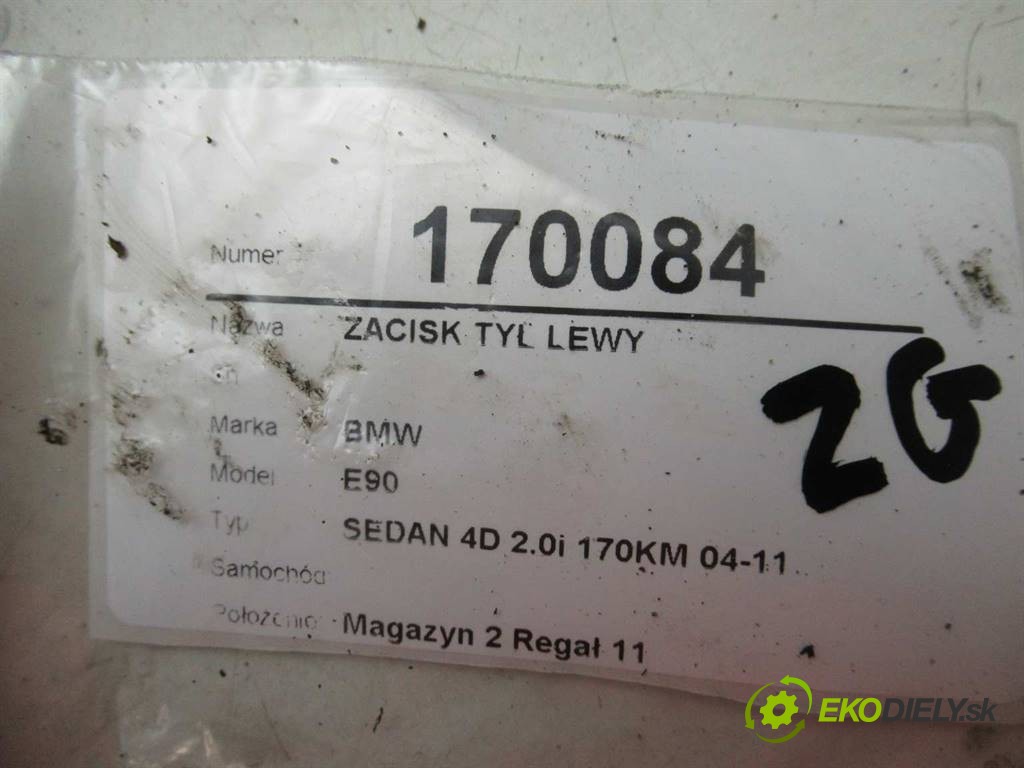 Numer 170084
Nazwa ZACISK TYL LEWY
Marka BMW
Model E90
Typ SEDAN 4D 2.0i 170KM 04-11
Samochód
Położenie Magazyn 2 Regał 11
2G
EKODIELY.sk